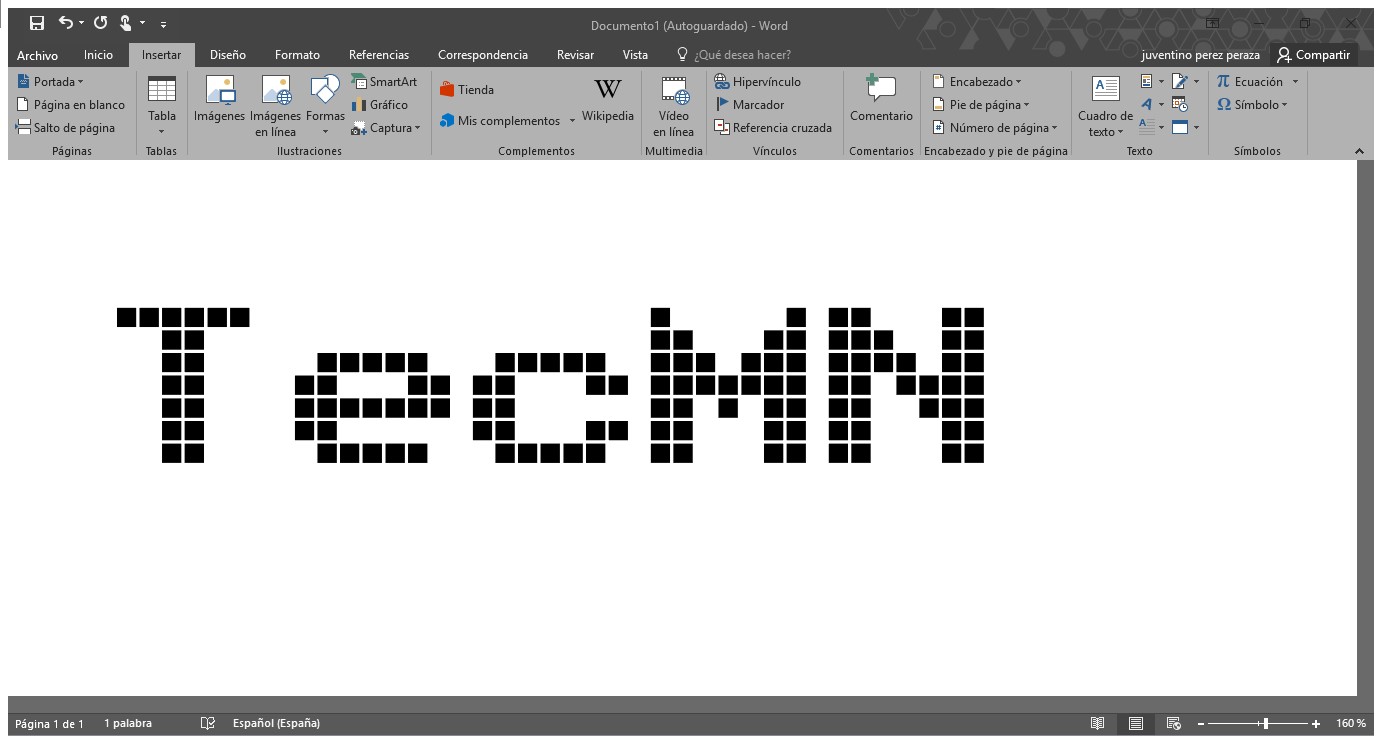 Documento1 (Autoguardado) - Word
Archivo Inicio Insertar Diseño Formato Referencias Correspondencia Revisar Vista ¿Qué desea hacer? juventino perez peraza Compartir
Portada
Página en blanco
Salto de página
Páginas
Tabla
Tablas
Imágenes
Imágenes en línea
Formas
SmartArt
Gráfico
Captura
Ilustraciones
Tienda
Mis complementos
W
Wikipedia
Complementos
Vídeo en línea
Multimedia
Hipervínculo
Marcador
Referencia cruzada
Vínculos
Comentario
Comentarios
Encabezado
Pie de página
Número de página
Encabezado y pie de página
Cuadro de texto
Texto
π Ecuación
Ω Símbolo
Símbolos
TecMN
Página 1 de 1 1 palabra Español (España) 160 %